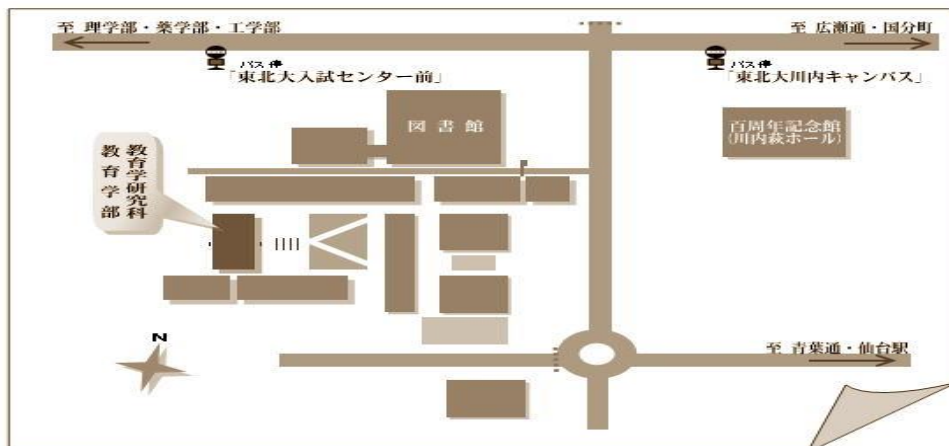 至 理学部・薬学部・工学部
至 広瀬通・国分町
バス停
「東北大入試センター前」
バス停
「東北大川内キャンバス」
図書館
百周年記念館
(川内萩ホール)
教育学研究科
教育学部
N
至 青葉通・仙台駅